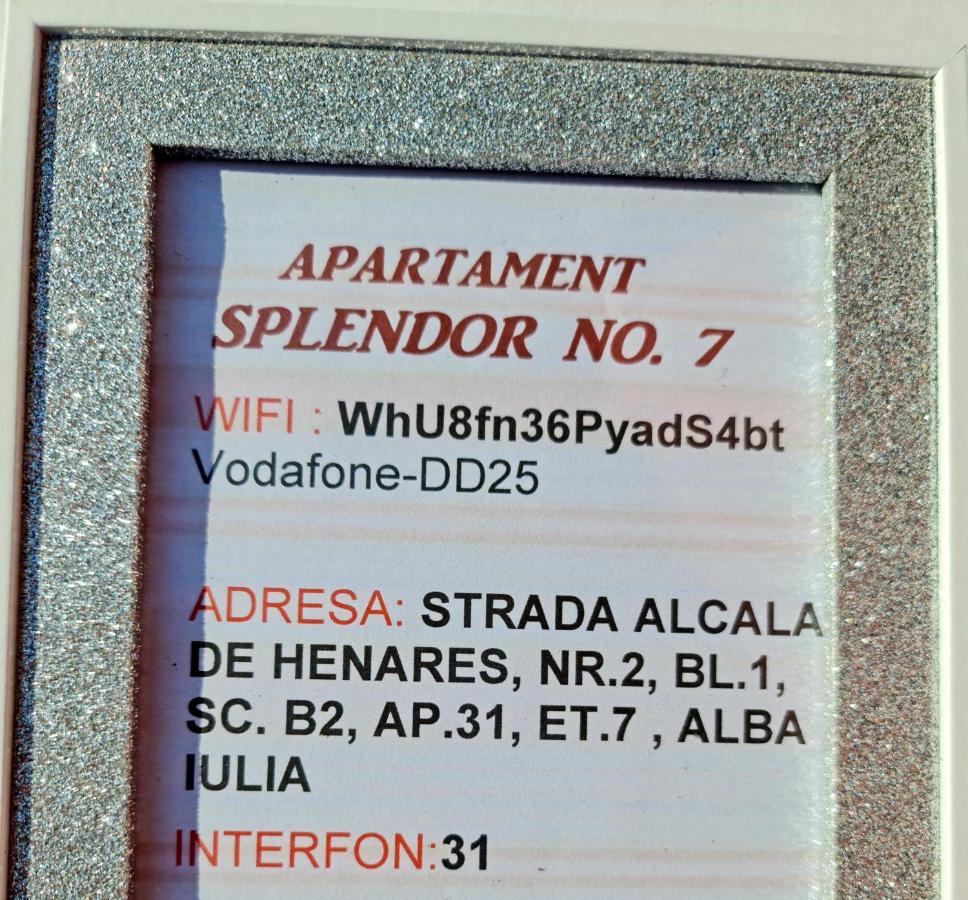 APARTAMENT
SPLENDOR NO. 7
WIFI : WhU8fn36PyadS4bt
Vodafone-DD25
ADRESA: STRADA ALCALA
DE HENARES, NR.2, BL.1,
SC. B2, AP.31, ET.7 , ALBA
IULIA
INTERFON:31